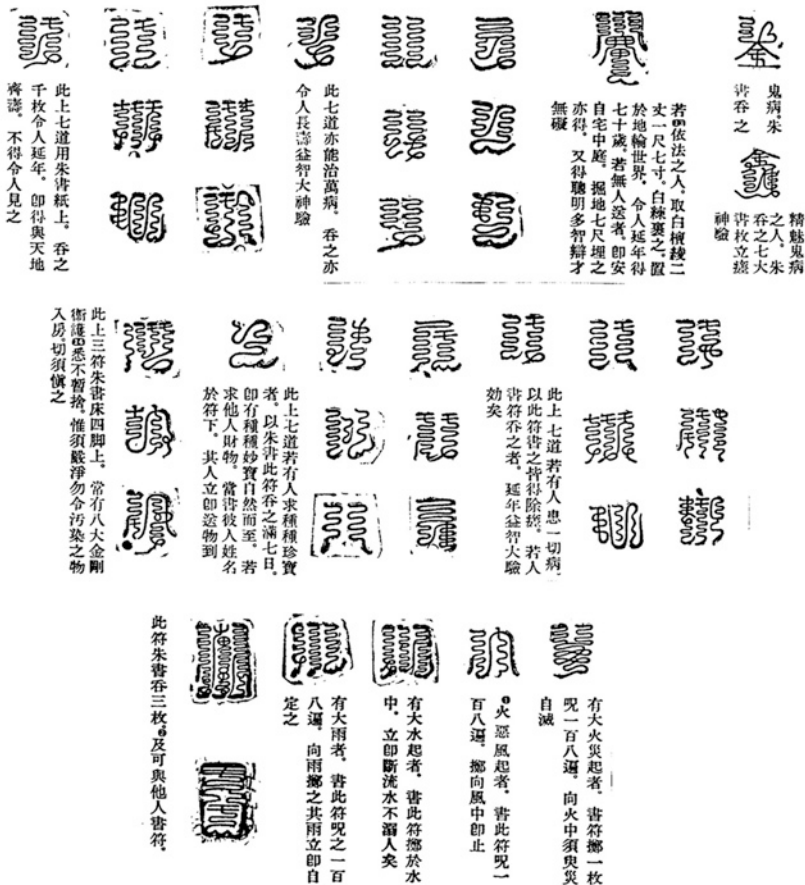 鬼病。朱
書吞之
精魅鬼病
之人。朱
吞之七大
書枚立痊
神驗
若依法之人。取白檀綾二
丈一尺七寸。白練裹之。置
於地輪世界。令人延年得
七十歲。若無人送者。即安
自宅中庭。掘地七尺埋之
亦得。又得聰明多智辯才
無礙
此七道亦能治萬病。吞之亦
令人長壽益智大神驗
此上七道用朱書紙上。吞之
千枚令人延年。即得與天地
齊壽。不得令人見之
此上七道若有人患一切病
以此符書之皆得除痊。若人
書符吞之者。延年益智大驗
効矣
此上七道若有人求種種珍寶
者。以朱書此符吞之滿七日。
即有種種妙寶自然而至。若
求他人財物。當書彼人姓名
於符下。其人立即送物到
此上三符朱書床四脚上。常有八大金剛
衞護悉不暫捨。惟須嚴淨勿令污染之物
入房。切須愼之
有大火災起者。書符擲一枚
呪一百八遍。向火中須臾災
自滅
火惡風起者。書此符呪一
百八遍。擲向風中即止
有大水起者。書此符擲於水
中。立即斷流水不溺人矣
有大雨者。書此符呪之一百
八遍。向雨擲之其雨立即自
定之
此符朱書吞三枚。及可與他人書符。